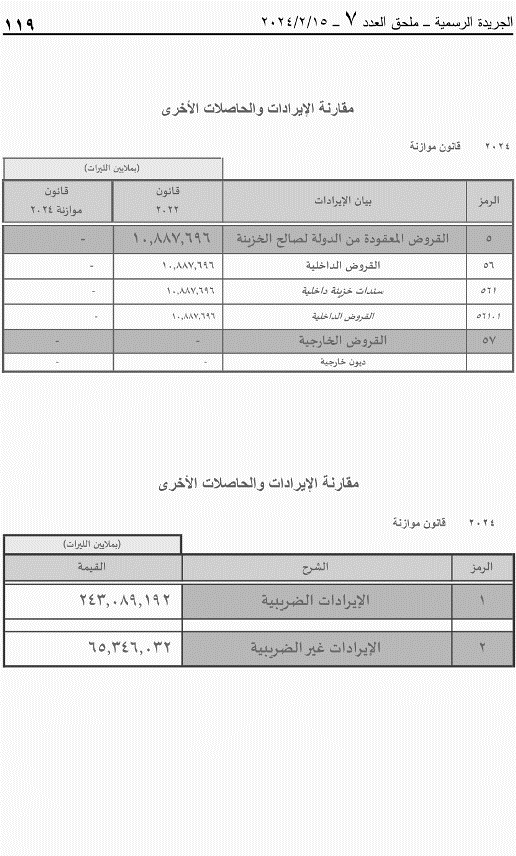 الجريدة الرسمية ــ ملحق العدد ٧ ــ ٢٠٢٤/٢/١٥ ١١٩
مقارنة الإيرادات والحاصلات الأخرى
٢٠٢٤ قانون موازنة
(بملايين الليرات)
الرمز بيان الإيرادات قانون ٢٠٢٢ قانون موازنة ٢٠٢٤
٥ القروض المعقودة من الدولة لصالح الخزينة ١٠,٨٨٧,٦٩٦ -
٥٦ القروض الداخلية ١٠,٨٨٧,٦٩٦ -
٥٦١ سندات خزينة داخلية ١٠,٨٨٧,٦٩٦ -
٥٦١٠١ القروض الداخلية ١٠,٨٨٧,٦٩٦ -
٥٧ القروض الخارجية - -
ديون خارجية - -
مقارنة الإيرادات والحاصلات الأخرى
٢٠٢٤ قانون موازنة
(بملايين الليرات)
الرمز الشرح القيمة
١ الإيرادات الضريبية ٢٤٣,٠٨٩,١٩٢
٢ الإيرادات غير الضريبية ٦٥,٣٤٦,٠٣٢